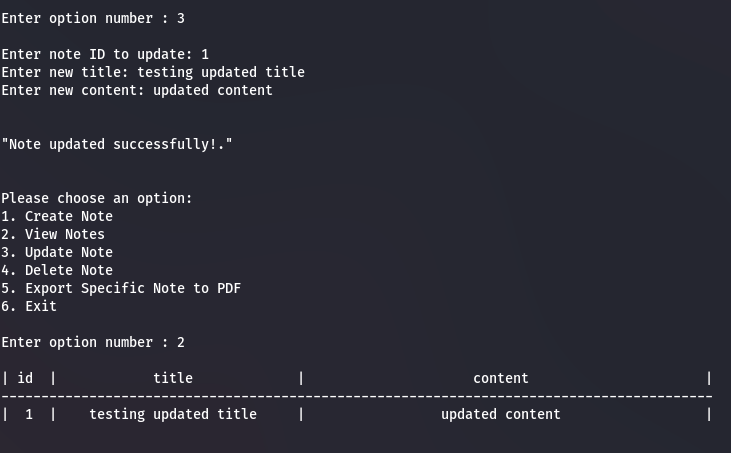 Enter option number : 3
Enter note ID to update: 1
Enter new title: testing updated title
Enter new content: updated content
"Note updated successfully!."
Please choose an option:
1. Create Note
2. View Notes
3. Update Note
4. Delete Note
5. Export Specific Note to PDF
6. Exit
Enter option number : 2
| id | title | content |
-----------------------------------------------------------------------------------------
| 1 | testing updated title | updated content |